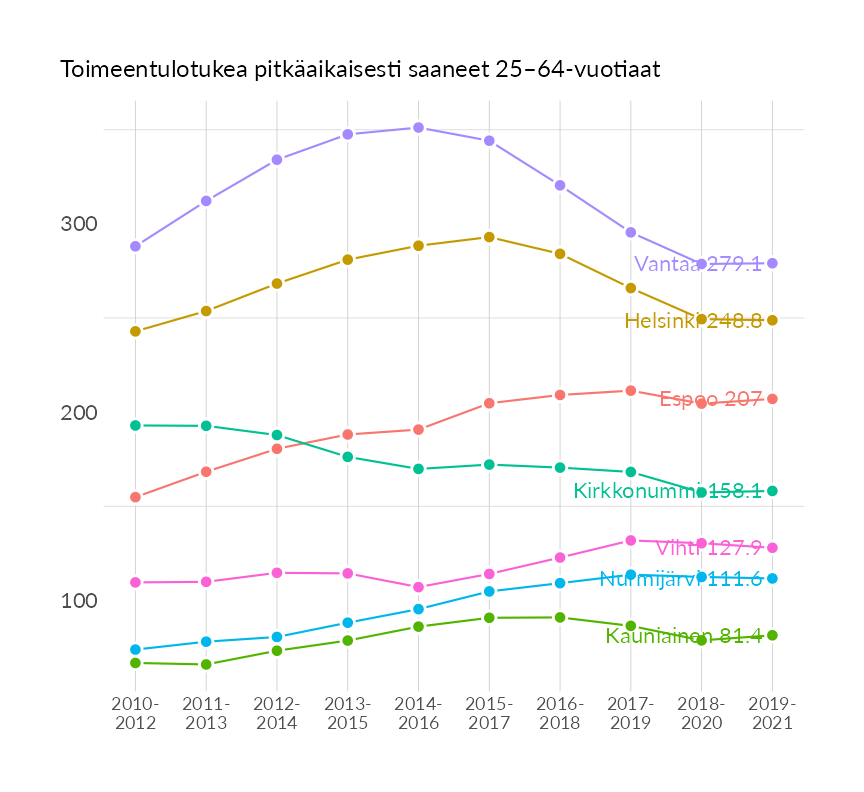 Toimeentulotukea pitkäaikaisesti saaneet 25–64-vuotiaat
300
200
100
Vantaa 279.1
Helsinki 248.8
Espoo 207
Kirkkonummi 158.1
Vihti 127.9
Nurmijärvi 111.6
Kauniainen 81.4
2010- 2011- 2012- 2013- 2014- 2015- 2016- 2017- 2018- 2019-
2012 2013 2014 2015 2016 2017 2018 2019 2020 2021